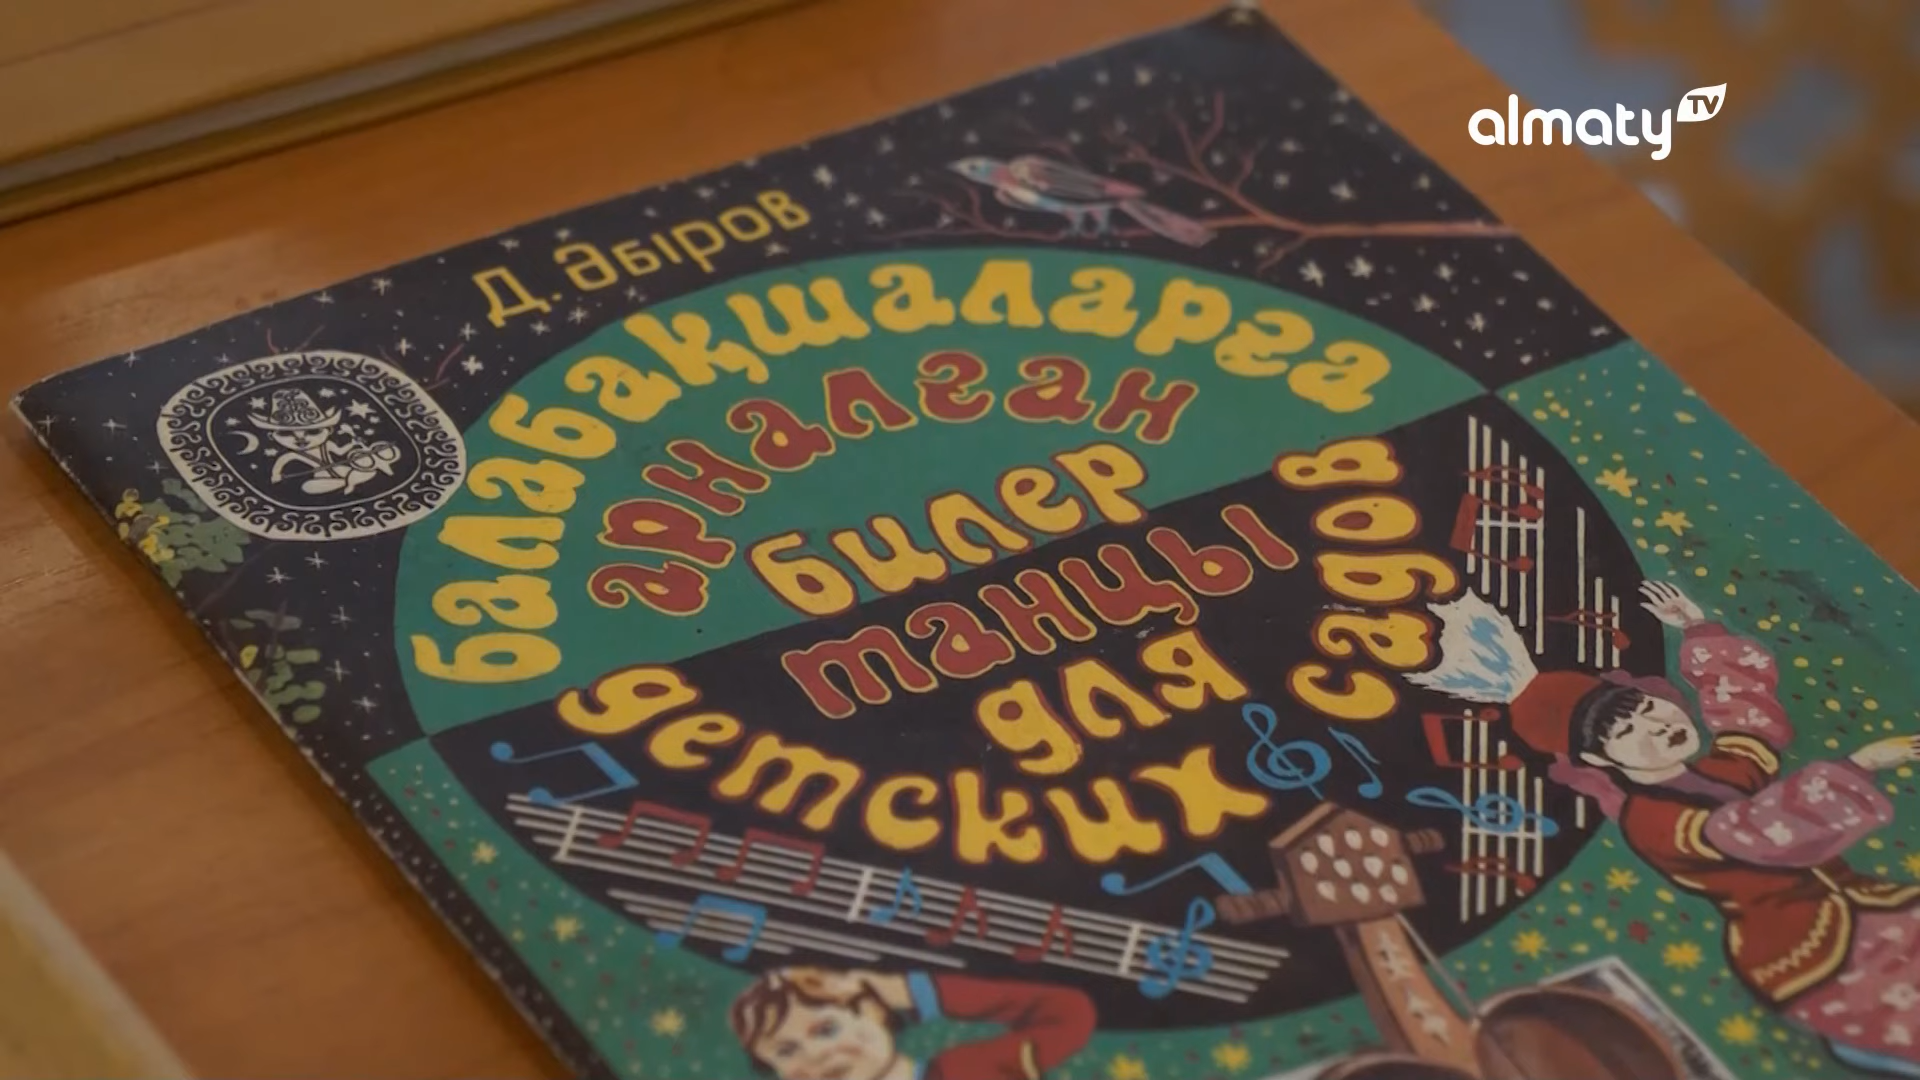 almaty TV
Д. Әбіров
балабақшаларға
арналған
билер
танцы
для
детских садов